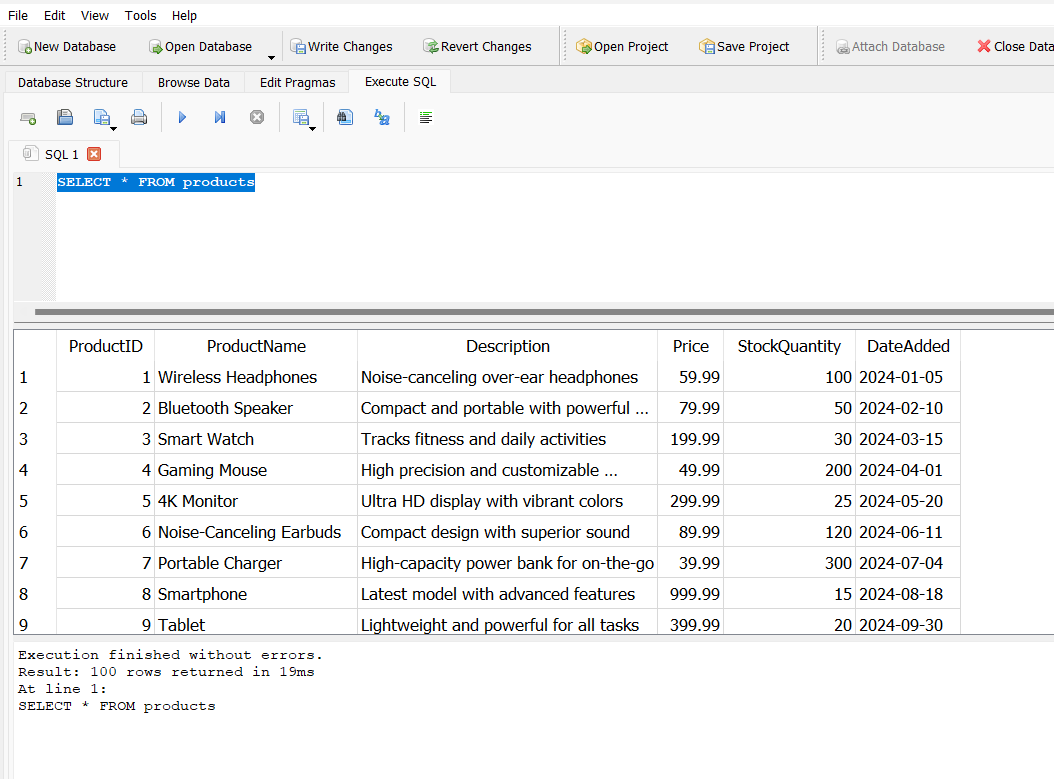 File Edit View Tools Help
New Database Open Database Write Changes Revert Changes Open Project Save Project Attach Database Close Data
Database Structure Browse Data Edit Pragmas Execute SQL
SQL 1
1 SELECT * FROM products
ProductID ProductName Description Price StockQuantity DateAdded
1 1 Wireless Headphones Noise-canceling over-ear headphones 59.99 100 2024-01-05
2 2 Bluetooth Speaker Compact and portable with powerful ... 79.99 50 2024-02-10
3 3 Smart Watch Tracks fitness and daily activities 199.99 30 2024-03-15
4 4 Gaming Mouse High precision and customizable ... 49.99 200 2024-04-01
5 5 4K Monitor Ultra HD display with vibrant colors 299.99 25 2024-05-20
6 6 Noise-Canceling Earbuds Compact design with superior sound 89.99 120 2024-06-11
7 7 Portable Charger High-capacity power bank for on-the-go 39.99 300 2024-07-04
8 8 Smartphone Latest model with advanced features 999.99 15 2024-08-18
9 9 Tablet Lightweight and powerful for all tasks 399.99 20 2024-09-30
Execution finished without errors.
Result: 100 rows returned in 19ms
At line 1:
SELECT * FROM products